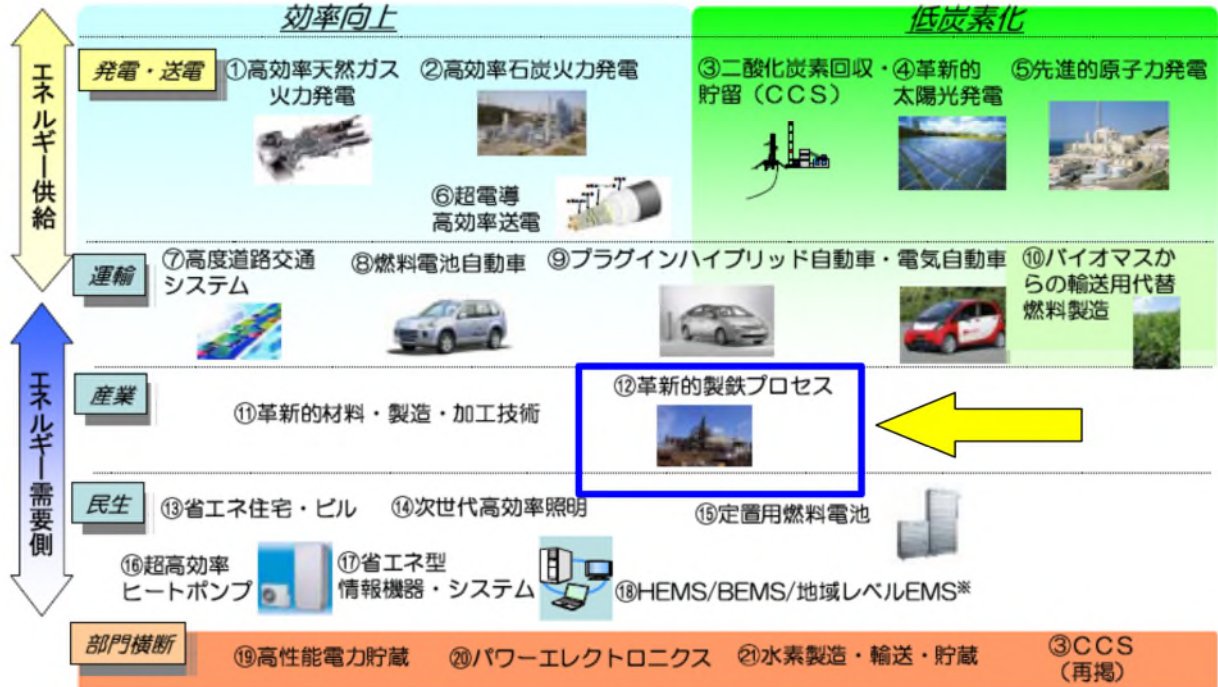 効率向上
低炭素化
エネルギー供給
発電・送電
①高効率天然ガス
火力発電
②高効率石炭火力発電
③二酸化炭素回収・
貯留（ＣＣＳ）
④革新的
太陽光発電
⑤先進的原子力発電
⑥超電導
高効率送電
運輸
⑦高度道路交通
システム
⑧燃料電池自動車
⑨プラグインハイブリッド自動車・電気自動車
⑩バイオマスか
らの輸送用代替
燃料製造
エネルギー需要側
産業
⑪革新的材料・製造・加工技術
⑫革新的製鉄プロセス
民生
⑬省エネ住宅・ビル
⑭次世代高効率照明
⑮定置用燃料電池
⑯超高効率
ヒートポンプ
⑰省エネ型
情報機器・システム
⑱HEMS/BEMS/地域レベルEMS※
部門横断
⑲高性能電力貯蔵
⑳パワーエレクトロニクス
㉑水素製造・輸送・貯蔵
③ＣＣＳ
（再掲）